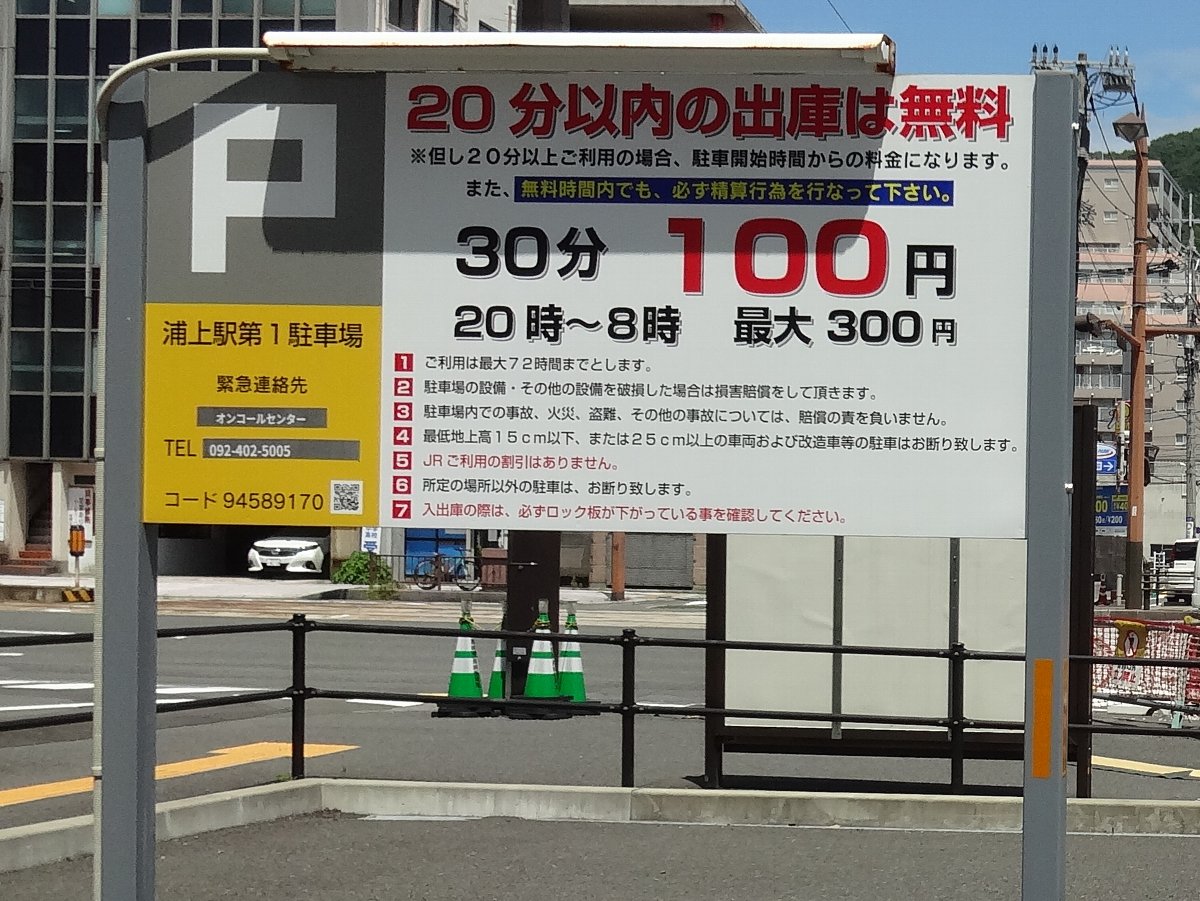 P
20分以内の出庫は無料
※但し20分以上ご利用の場合、駐車開始時間からの料金になります。
また、無料時間内でも、必ず精算行為を行なって下さい。
30分 100円
20時～8時 最大300円
浦上駅第1駐車場
緊急連絡先
オンコールセンター
TEL 092-402-5005
コード 94589170
1 ご利用は最大72時間までとします。
2 駐車場の設備・その他の設備を破損した場合は損害賠償をして頂きます。
3 駐車場内での事故、火災、盗難、その他の事故については、賠償の責を負いません。
4 最低地上高15cm以下、または25cm以上の車両および改造車等の駐車はお断り致します。
5 JRご利用の割引はありません。
6 所定の場所以外の駐車は、お断り致します。
7 入出庫の際は、必ずロック板が下がっている事を確認してください。